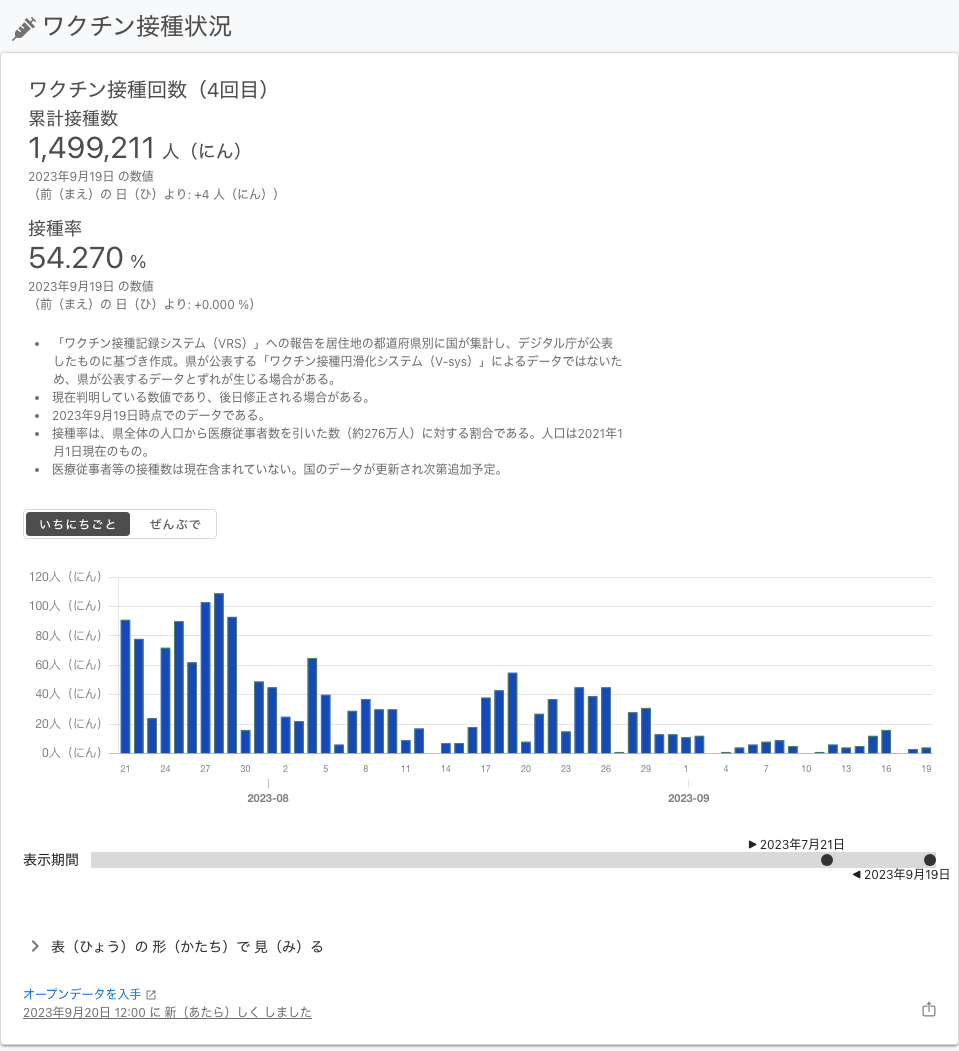 ワクチン接種状況
ワクチン接種回数（4回目）
累計接種数
1,499,211 人（にん）
2023年9月19日 の数値
（前（まえ）の 日（ひ）より: +4 人（にん））
接種率
54.270 %
2023年9月19日 の数値
（前（まえ）の 日（ひ）より: +0.000 %）
• 「ワクチン接種記録システム（VRS）」への報告を居住地の都道府県別に国が集計し、デジタル庁が公表
したものに基づき作成。県が公表する「ワクチン接種円滑化システム（V-sys）」によるデータではないた
め、県が公表するデータとずれが生じる場合がある。
• 現在判明している数値であり、後日修正される場合がある。
• 2023年9月19日時点でのデータである。
• 接種率は、県全体の人口から医療従事者数を引いた数（約276万人）に対する割合である。人口は2021年1
月1日現在のもの。
• 医療従事者等の接種数は現在含まれていない。国のデータが更新され次第追加予定。
いちにちごと ぜんぶで
120人（にん）
100人（にん）
80人（にん）
60人（にん）
40人（にん）
20人（にん）
0人（にん）
21 24 27 30 2 5 8 11 14 17 20 23 26 29 1 4 7 10 13 16 19
2023-08 2023-09
▶ 2023年7月21日
表示期間
◀ 2023年9月19日
表（ひょう）の 形（かたち）で 見（み）る
オープンデータを入手
2023年9月20日 12:00 に 新（あたら）しく しました